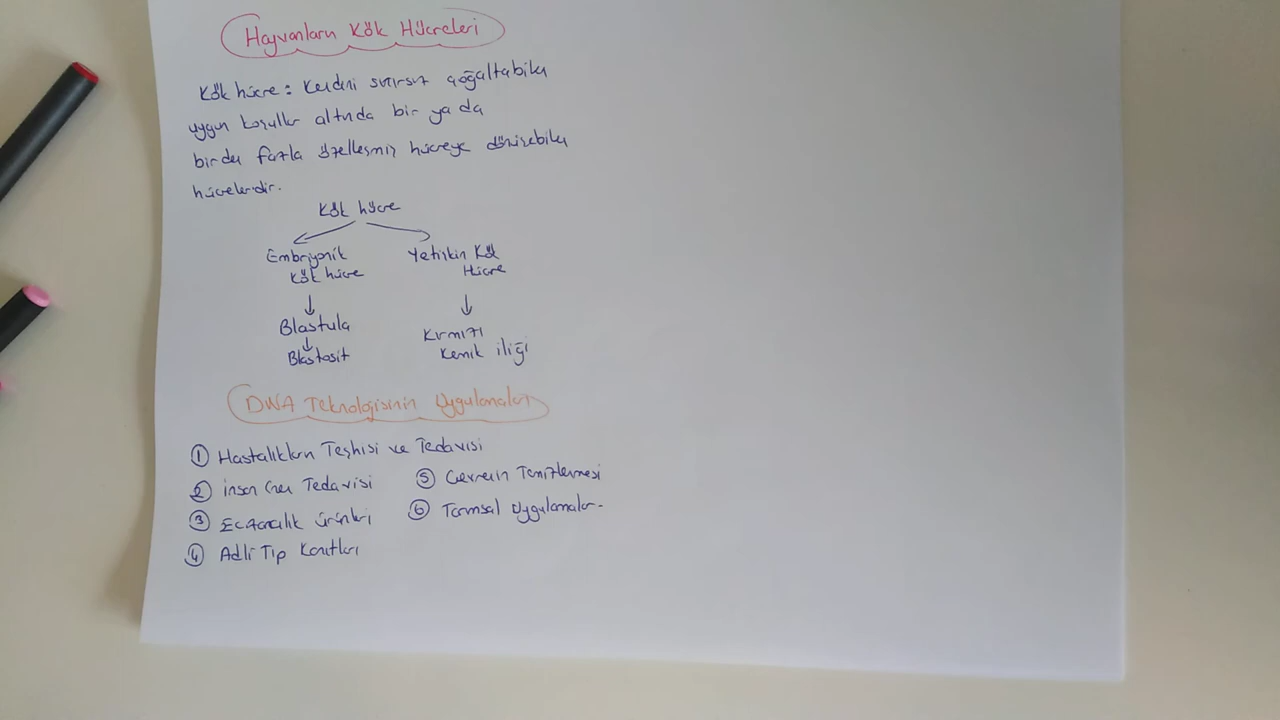 Hayvanların Kök Hücreleri
Kök hücre : Kendini sınırsız çoğaltabilen
uygun koşullar altında bir ya da
birden fazla özelleşmiş hücreye dönüşebilen
hücrelerdir.
Kök hücre
Embriyonik
kök hücre
Yetişkin Kök
Hücre
Blastula
Blastosit
Kırmızı
kemik iliği
DNA Teknolojisinin Uygulamaları
1 Hastalıkların Teşhisi ve Tedavisi
2 İnsan Gen Tedavisi
3 Eczacılık ürünleri
4 Adli Tıp Kanıtları
5 Çevrenin Temizlenmesi
6 Tarımsal Uygulamalar.